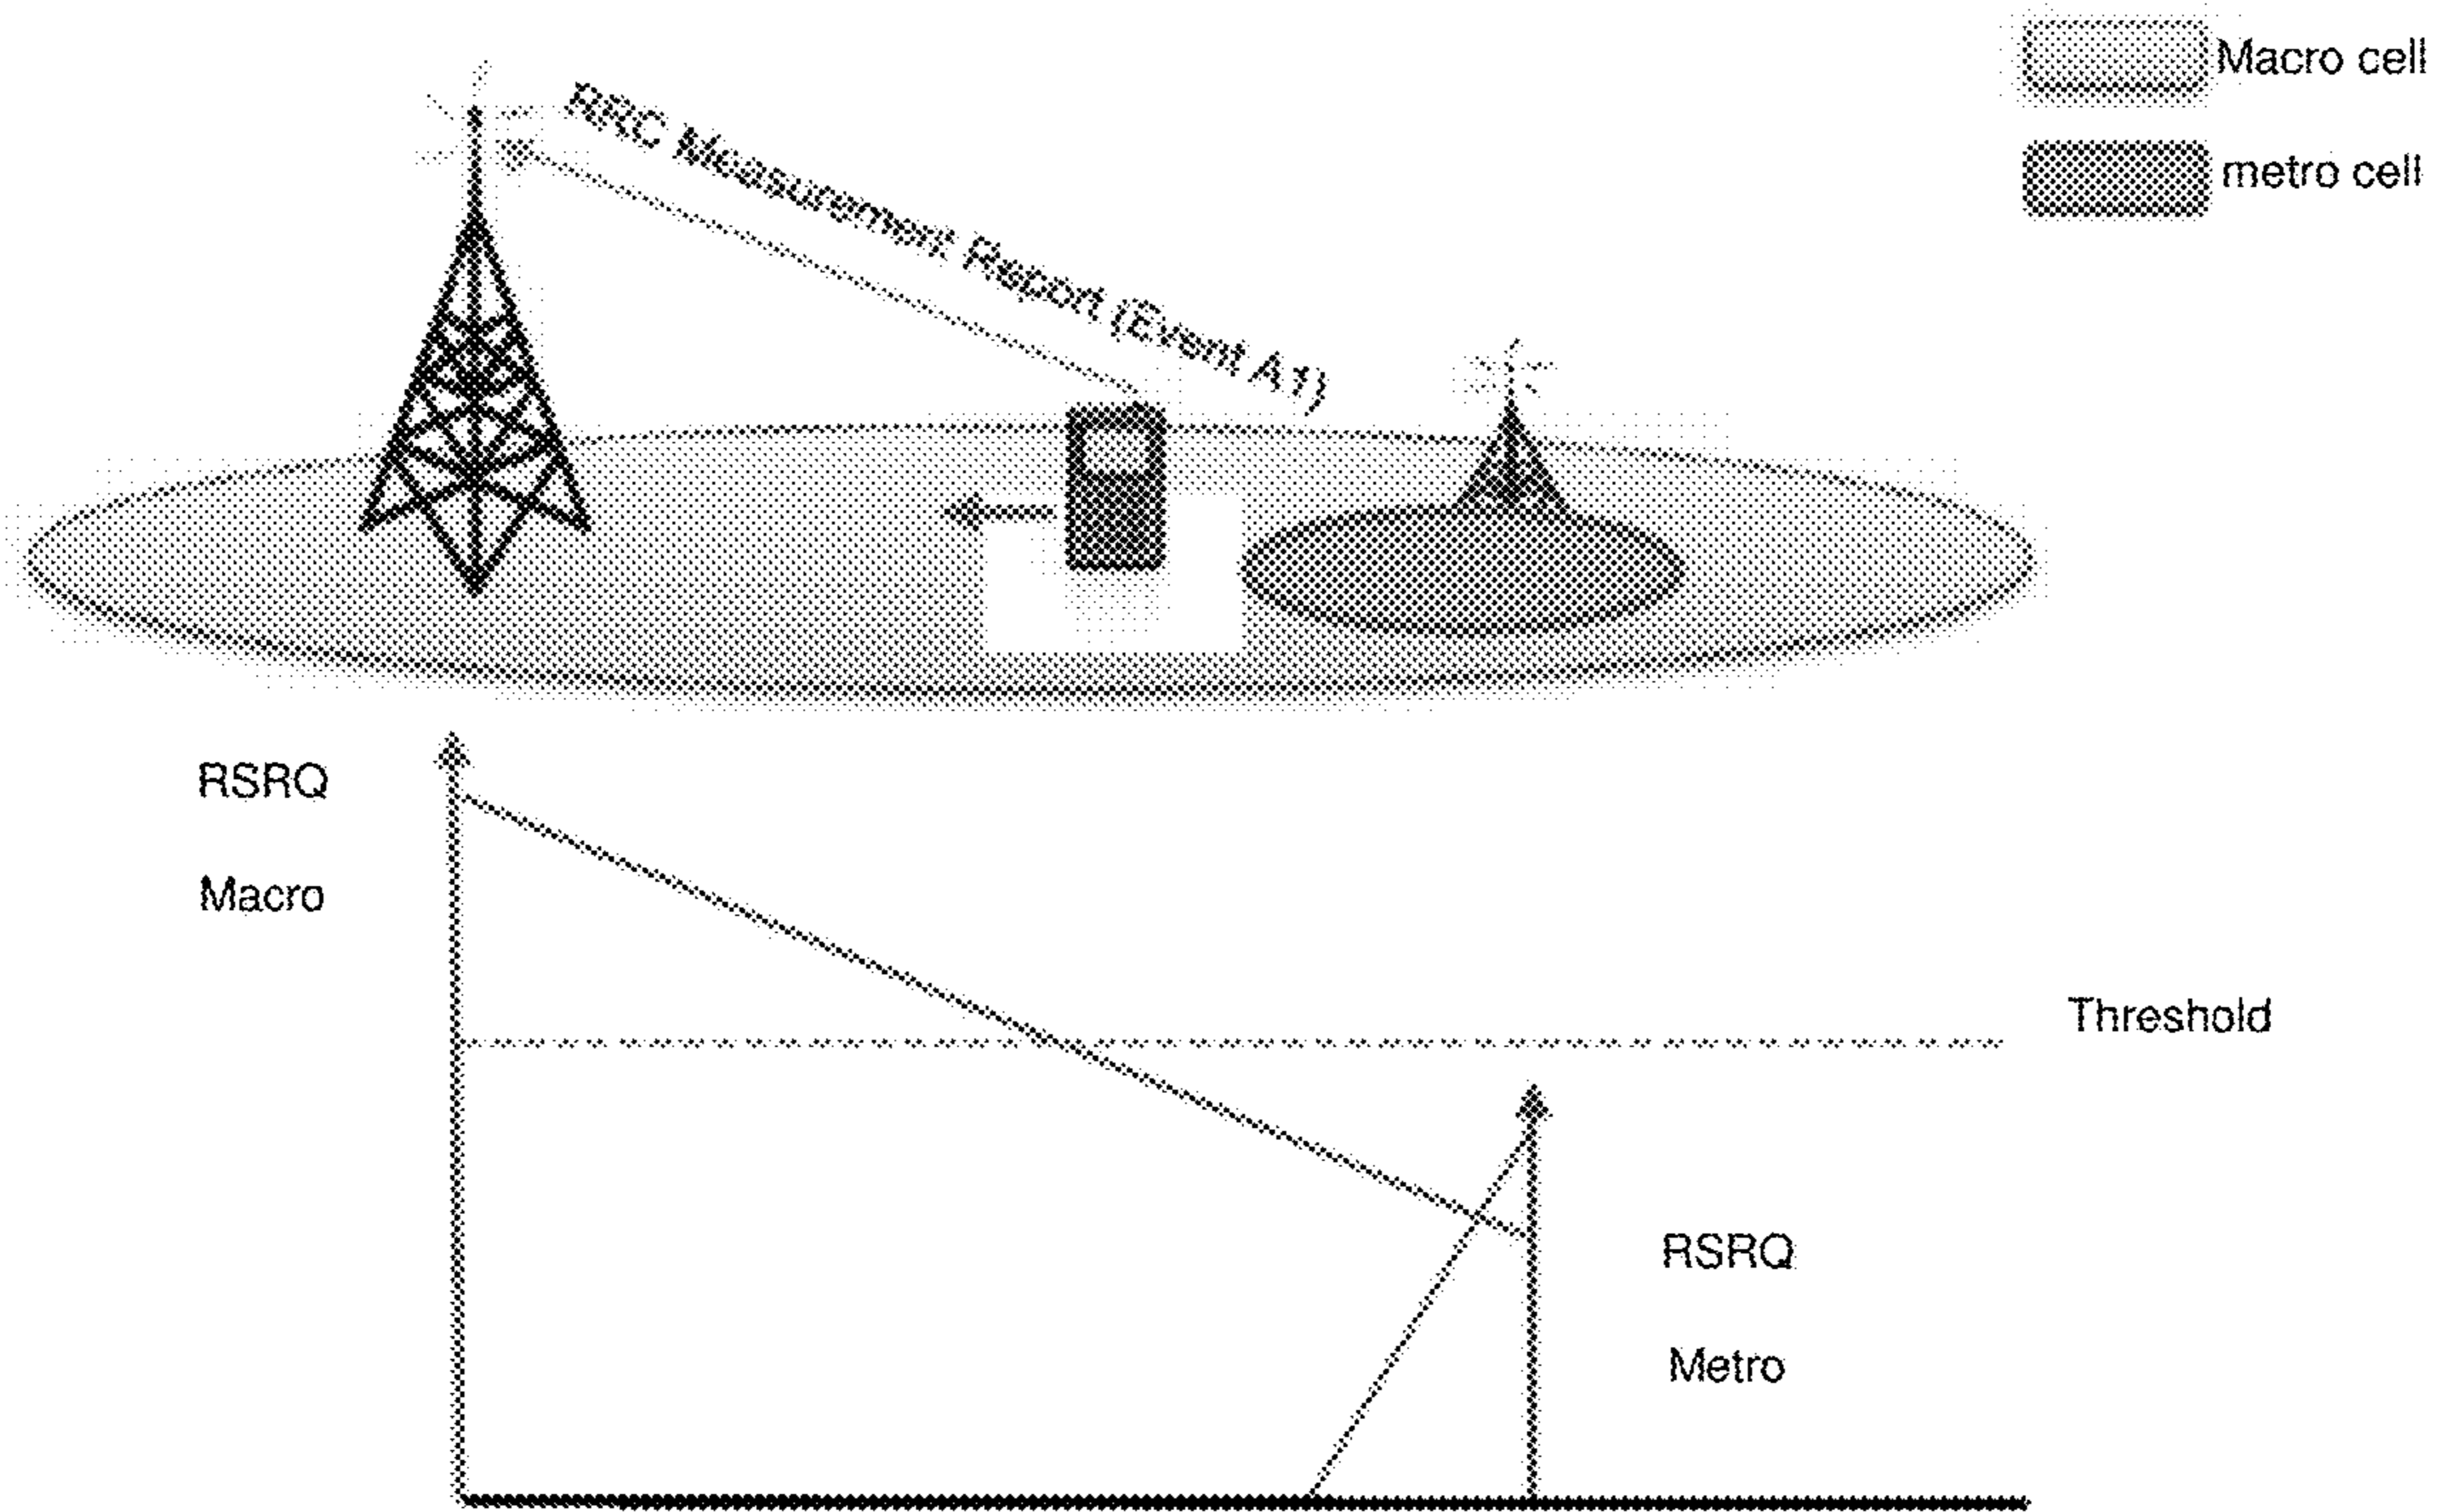 Macro cell
metro cell
RRC Measurement Report (Event A1)
RSRQ
Macro
Threshold
RSRQ
Metro